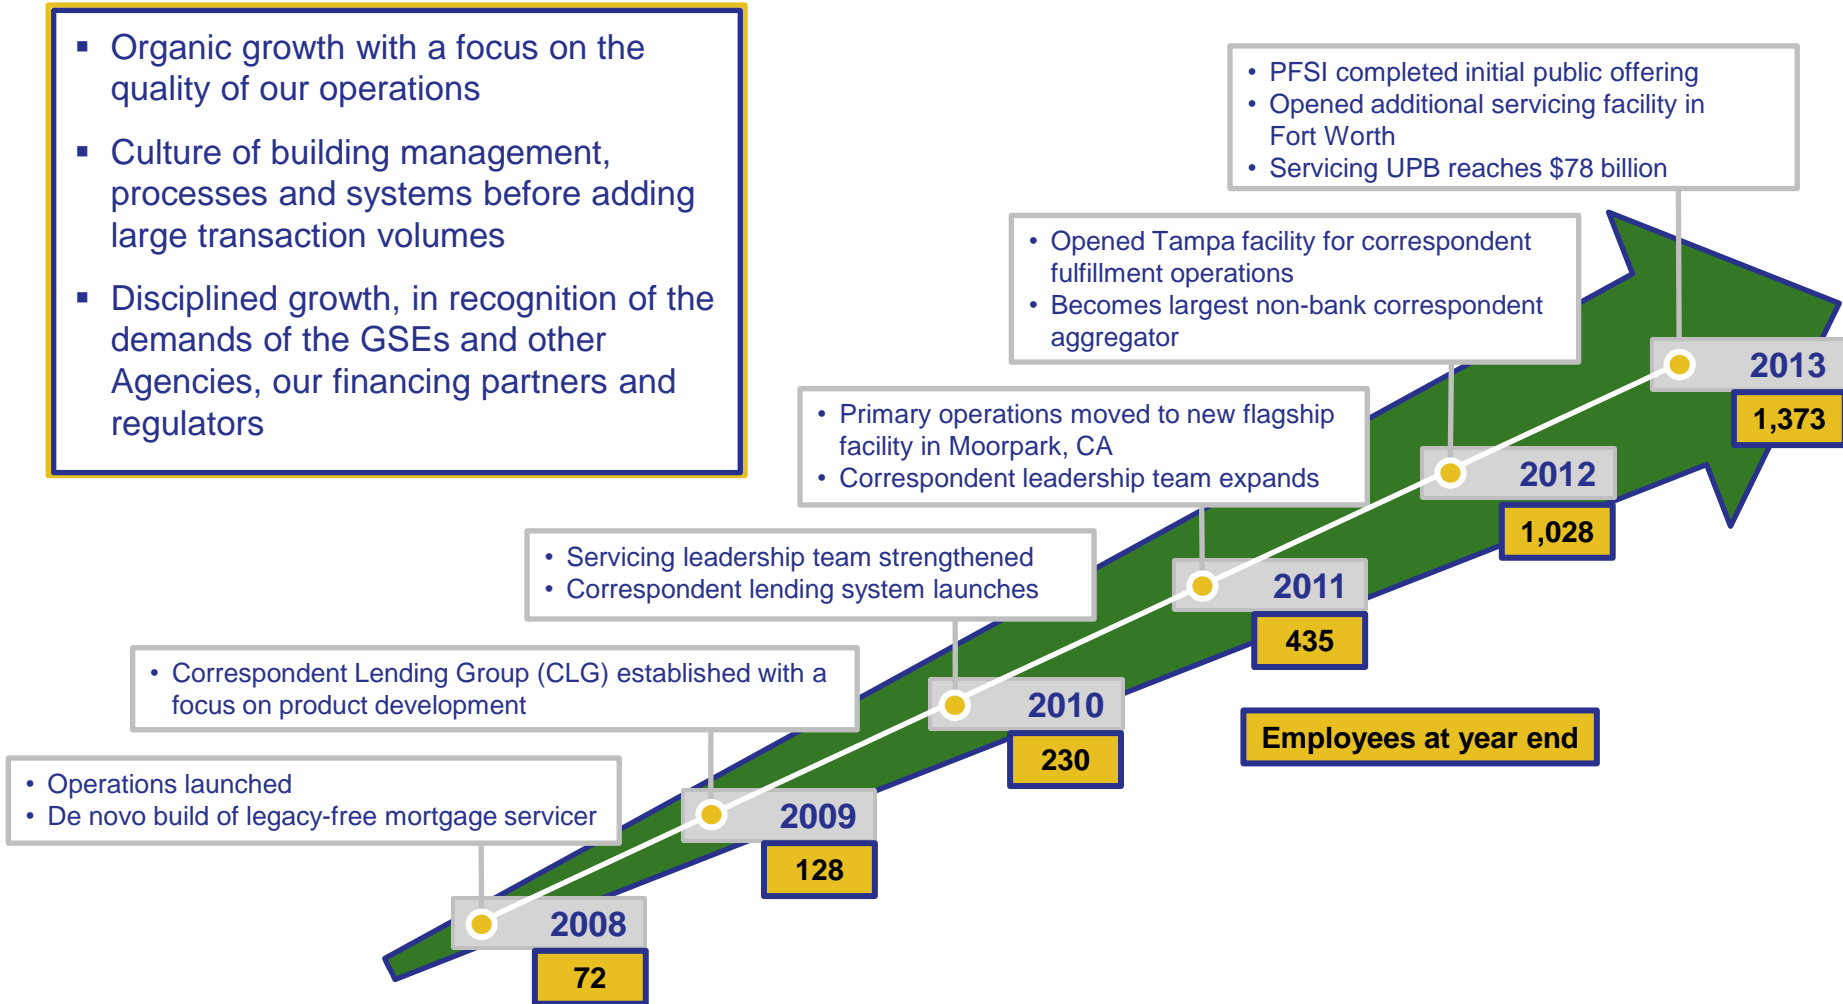 ▪ Organic growth with a focus on the
quality of our operations
▪ Culture of building management,
processes and systems before adding
large transaction volumes
▪ Disciplined growth, in recognition of the
demands of the GSEs and other
Agencies, our financing partners and
regulators
• PFSI completed initial public offering
• Opened additional servicing facility in
Fort Worth
• Servicing UPB reaches $78 billion
2013
1,373
• Opened Tampa facility for correspondent
fulfillment operations
• Becomes largest non-bank correspondent
aggregator
2012
1,028
• Primary operations moved to new flagship
facility in Moorpark, CA
• Correspondent leadership team expands
2011
435
• Servicing leadership team strengthened
• Correspondent lending system launches
2010
230
Employees at year end
• Correspondent Lending Group (CLG) established with a
focus on product development
2009
128
• Operations launched
• De novo build of legacy-free mortgage servicer
2008
72